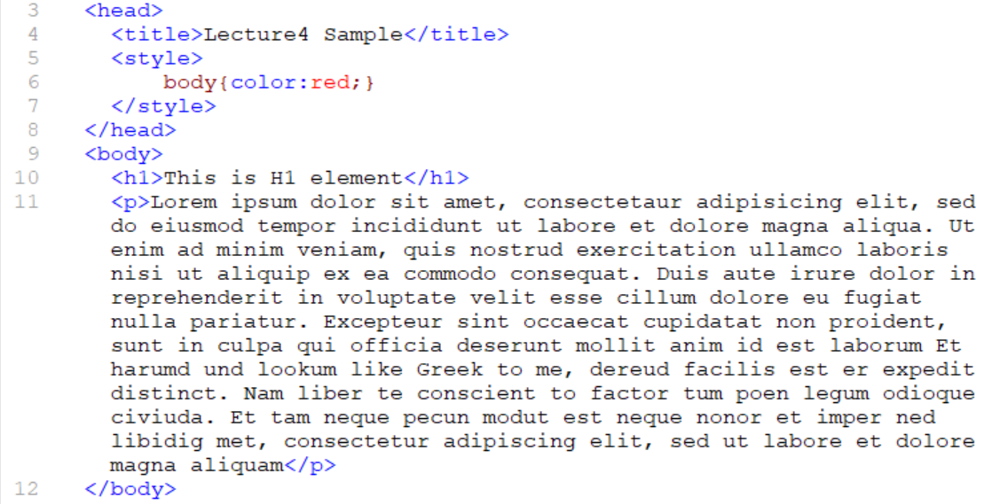 3 <head>
4 <title>Lecture4 Sample</title>
5 <style>
6 body{color:red;}
7 </style>
8 </head>
9 <body>
10 <h1>This is H1 element</h1>
11 <p>Lorem ipsum dolor sit amet, consectetaur adipisicing elit, sed
do eiusmod tempor incididunt ut labore et dolore magna aliqua. Ut
enim ad minim veniam, quis nostrud exercitation ullamco laboris
nisi ut aliquip ex ea commodo consequat. Duis aute irure dolor in
reprehenderit in voluptate velit esse cillum dolore eu fugiat
nulla pariatur. Excepteur sint occaecat cupidatat non proident,
sunt in culpa qui officia deserunt mollit anim id est laborum Et
harumd und lookum like Greek to me, dereud facilis est er expedit
distinct. Nam liber te conscient to factor tum poen legum odioque
civiuda. Et tam neque pecun modut est neque nonor et imper ned
libidig met, consectetur adipiscing elit, sed ut labore et dolore
magna aliquam</p>
12 </body>